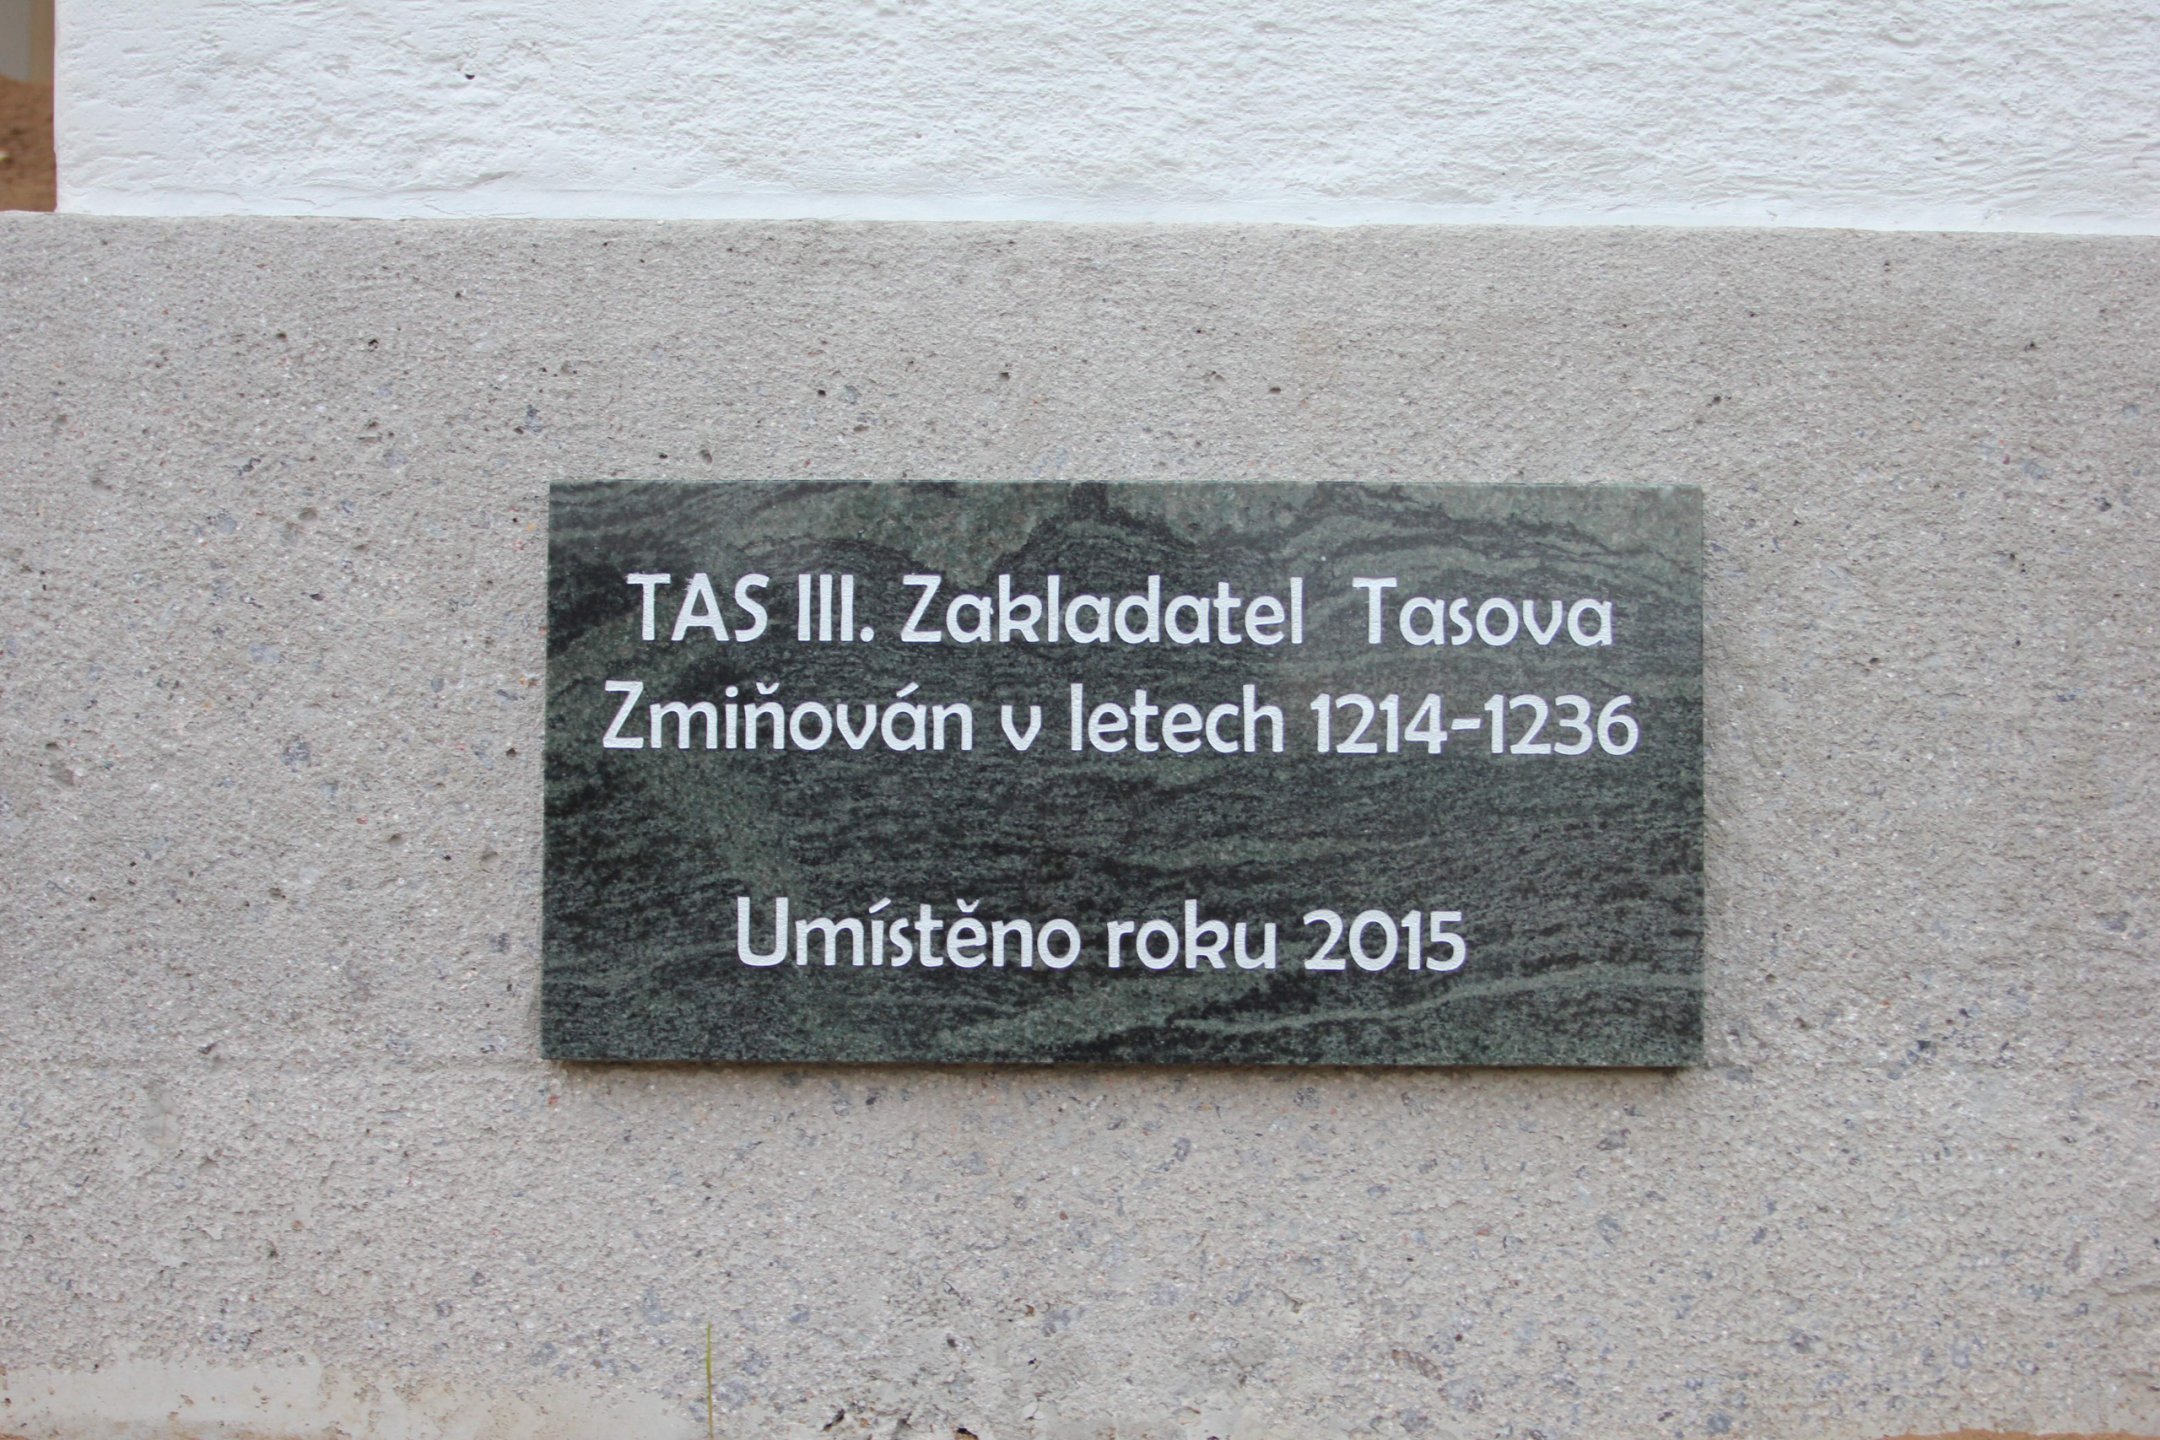 TAS III. Zakladatel Tasova
Zmiňován v letech 1214-1236
Umístěno roku 2015